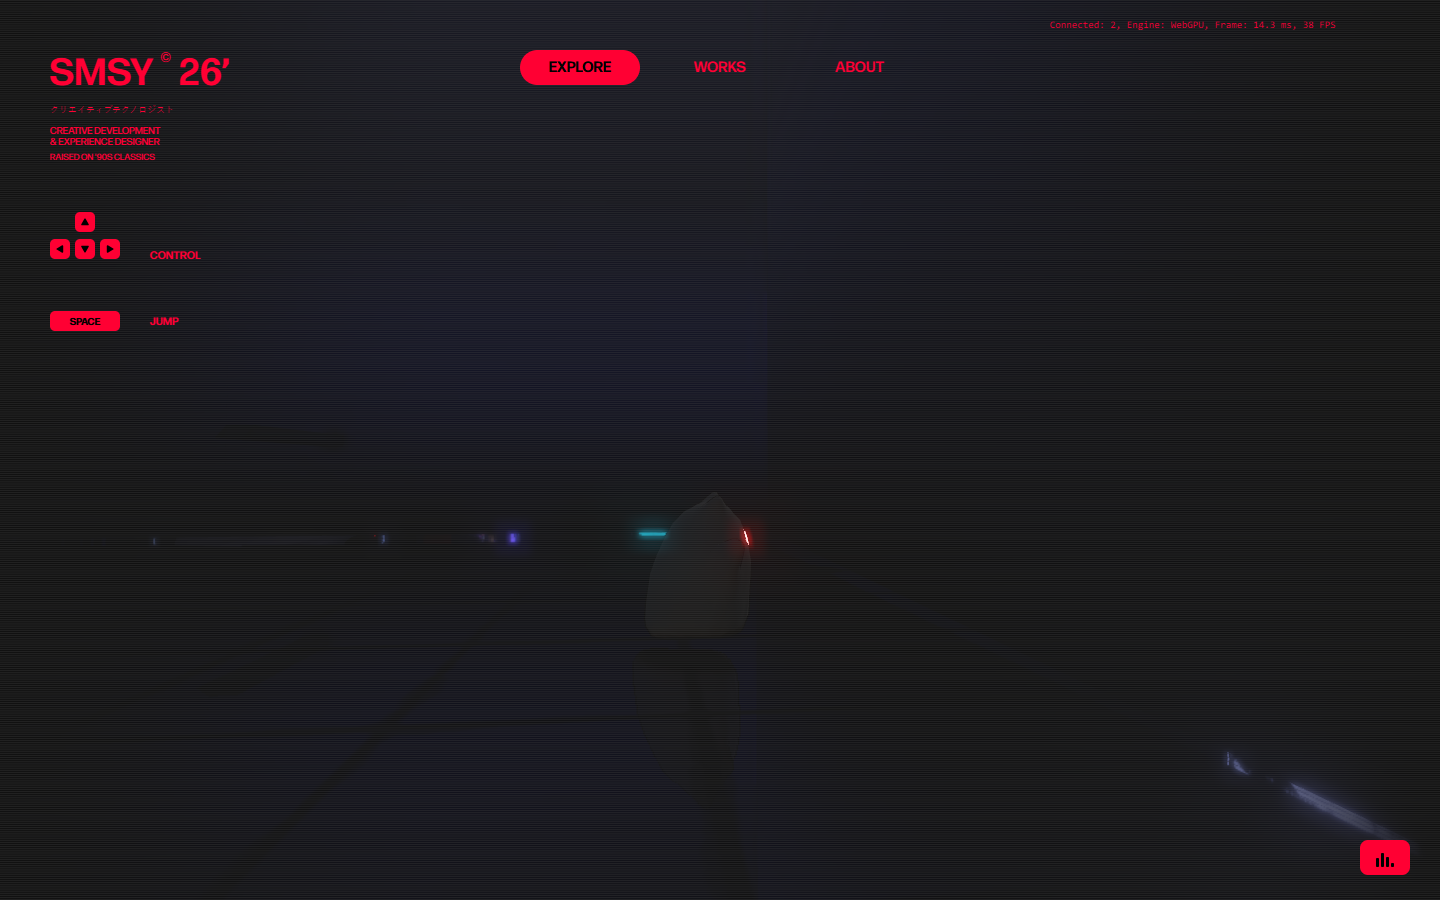 Connected: 2, Engine: WebGPU, Frame: 14.3 ms, 38 FPS
SMSY © 26’
EXPLORE
WORKS
ABOUT
クリエイティブテクノロジスト
CREATIVE DEVELOPMENT
& EXPERIENCE DESIGNER
RAISED ON ’90S CLASSICS
CONTROL
SPACE
JUMP